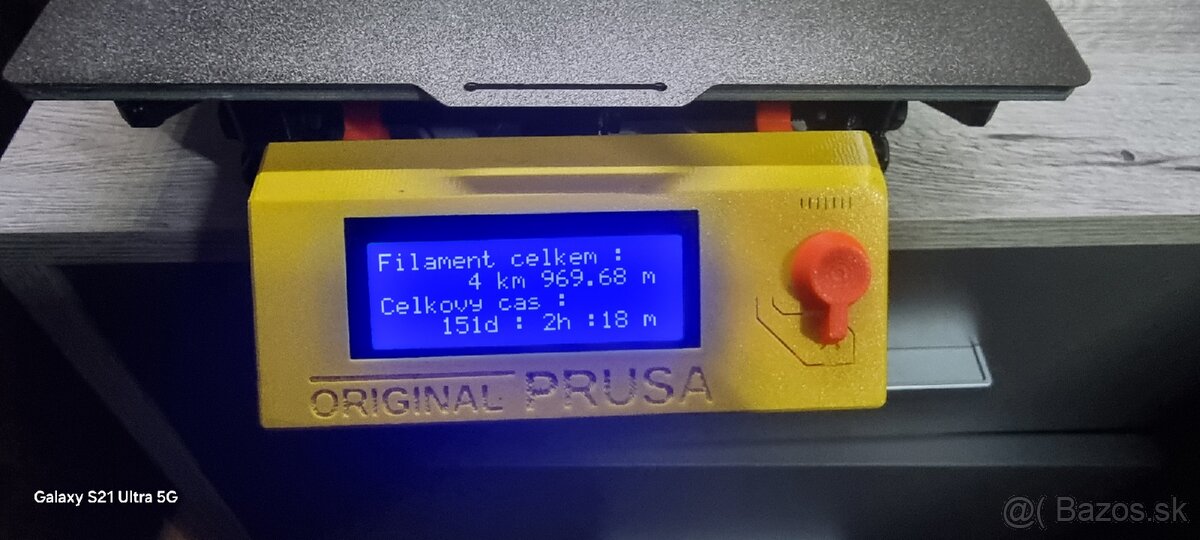 Filament celkem :
4 km 969.68 m
Celkovy cas :
151d : 2h :18 m
ORIGINAL PRUSA
Galaxy S21 Ultra 5G
@( Bazos.sk